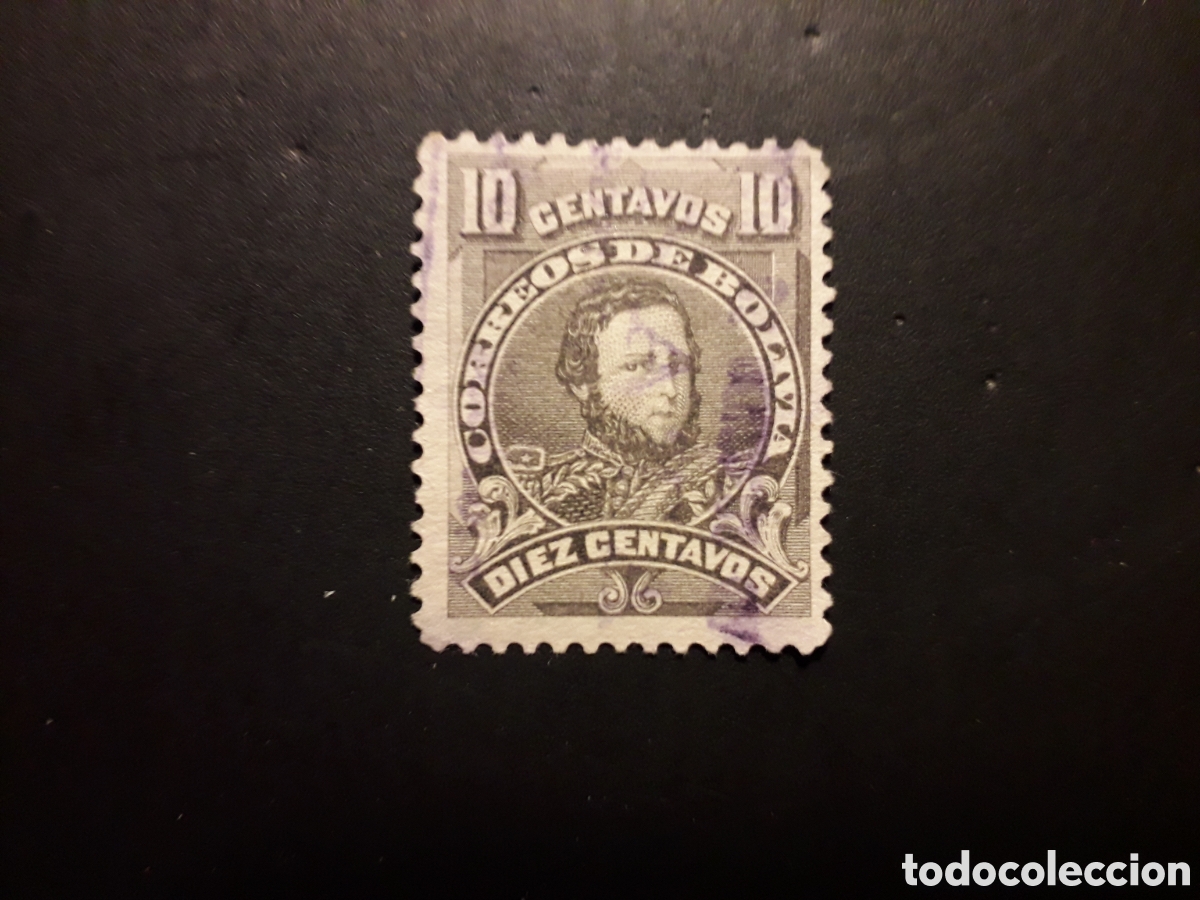 10 CENTAVOS 10
CORREOS DE BOLIVIA
DIEZ CENTAVOS
todocoleccion